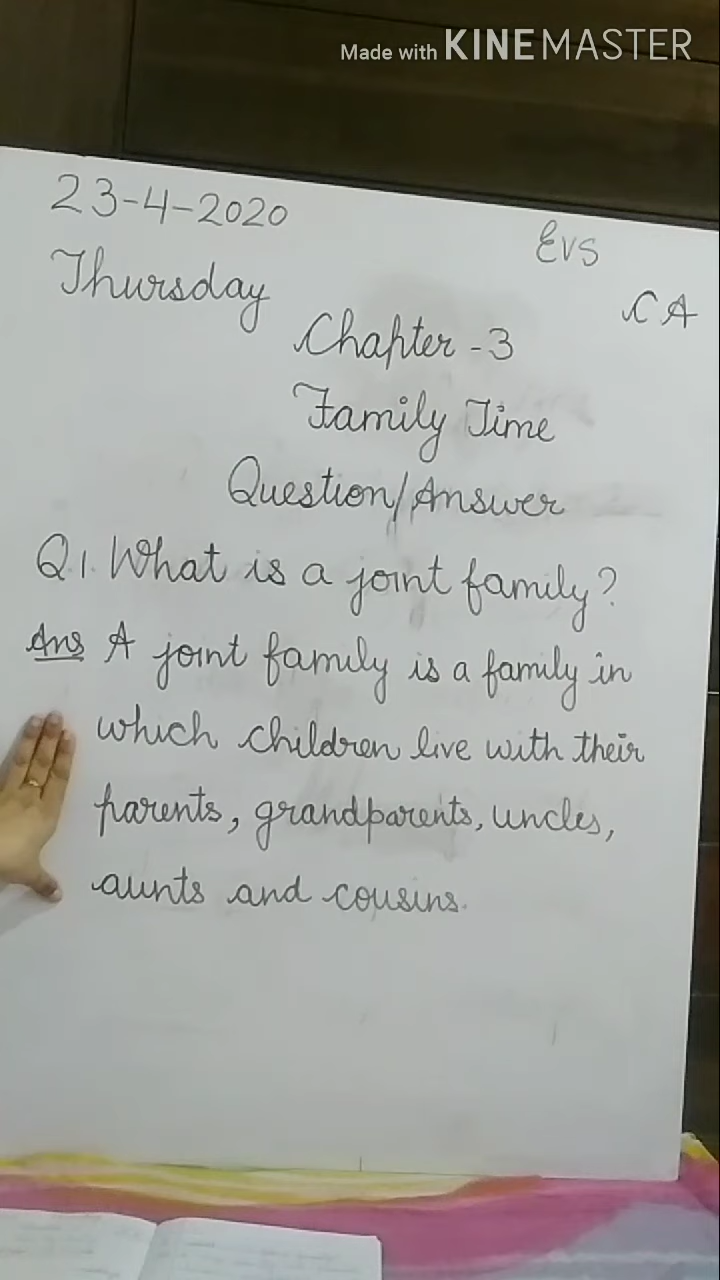 Made with KINEMASTER
23-4-2020
EVS
Thursday
CA
Chapter - 3
Family Time
Question/Answer
Q1. What is a joint family?
Ans A joint family is a family in
which children live with their
parents, grandparents, uncles,
aunts and cousins.